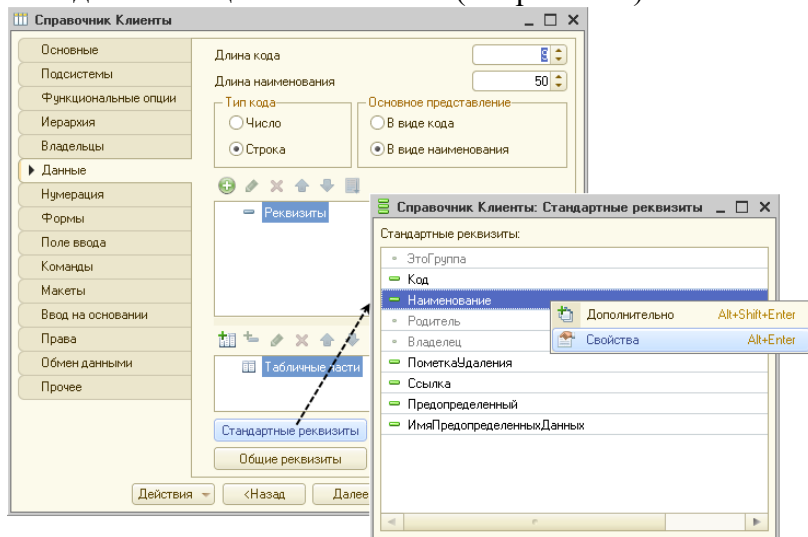 Справочник Клиенты
Основные
Подсистемы
Функциональные опции
Иерархия
Владельцы
Данные
Нумерация
Формы
Поле ввода
Команды
Макеты
Ввод на основании
Права
Обмен данными
Прочее
Длина кода 9
Длина наименования 50
Тип кода
Число
Строка
Основное представление
В виде кода
В виде наименования
Реквизиты
Табличные части
Стандартные реквизиты
Общие реквизиты
Действия <Назад Далее
Справочник Клиенты: Стандартные реквизиты
Стандартные реквизиты:
ЭтоГруппа
Код
Наименование
Родитель
Владелец
ПометкаУдаления
Ссылка
Предопределенный
ИмяПредопределенныхДанных
Дополнительно Alt+Shift+Enter
Свойства Alt+Enter